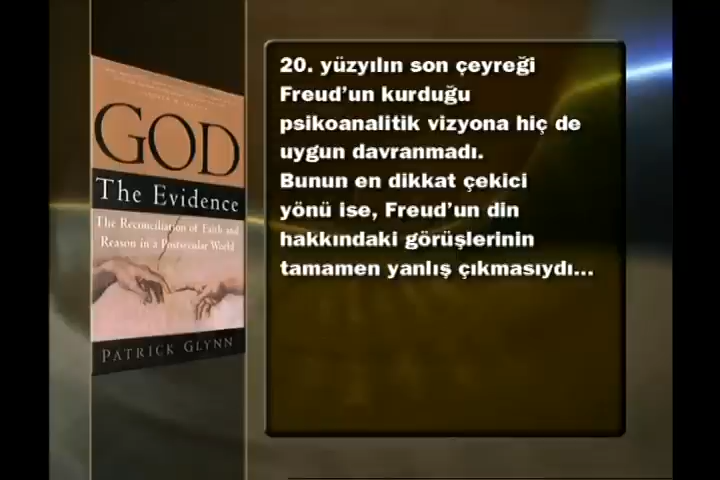 GOD
The Evidence
The Reconciliation of Faith and
Reason in a Postsecular World
PATRICK GLYNN
20. yüzyılın son çeyreği
Freud’un kurduğu
psikoanalitik vizyona hiç de
uygun davranmadı.
Bunun en dikkat çekici
yönü ise, Freud’un din
hakkındaki görüşlerinin
tamamen yanlış çıkmasıydı...